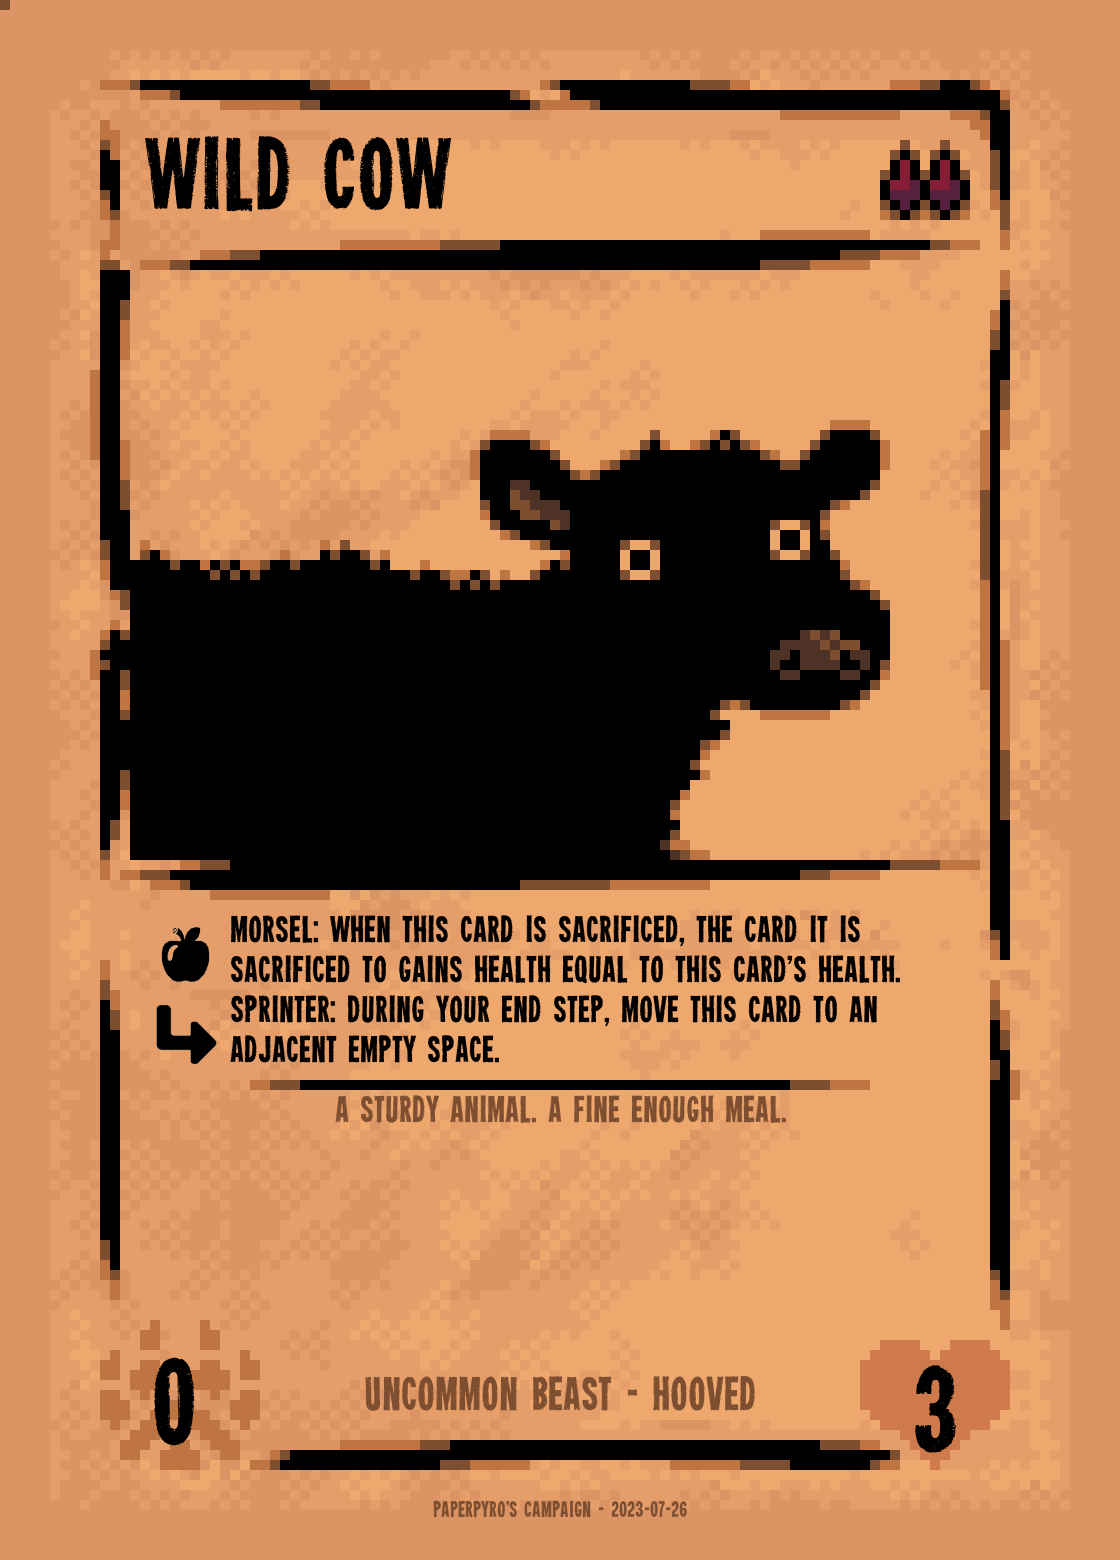 WILD COW
MORSEL: WHEN THIS CARD IS SACRIFICED, THE CARD IT IS
SACRIFICED TO GAINS HEALTH EQUAL TO THIS CARD'S HEALTH.
SPRINTER: DURING YOUR END STEP, MOVE THIS CARD TO AN
ADJACENT EMPTY SPACE.
A STURDY ANIMAL. A FINE ENOUGH MEAL.
0
UNCOMMON BEAST - HOOVED
3
PAPERPYRO'S CAMPAIGN - 2023-07-26